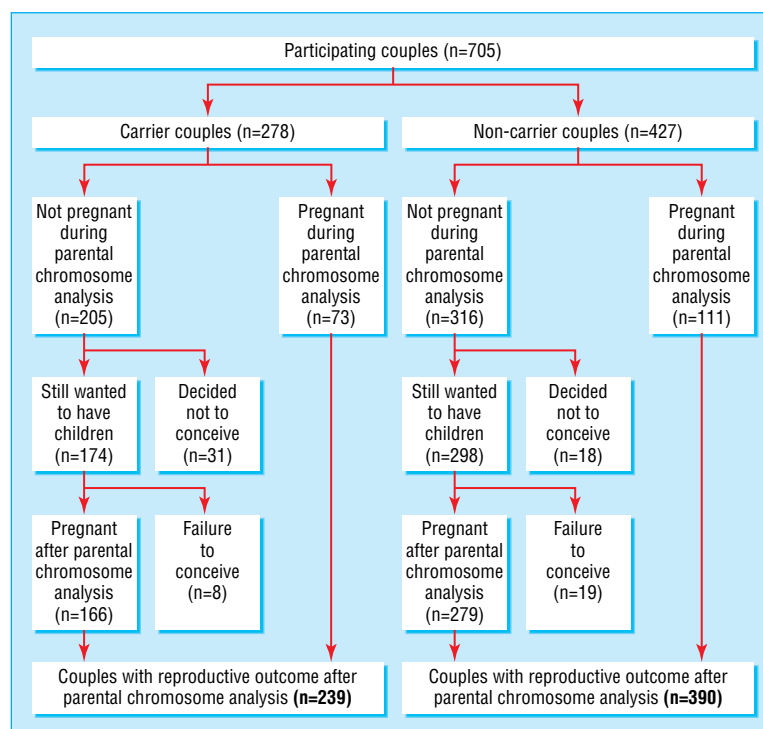 Participating couples (n=705)
Carrier couples (n=278)
Non-carrier couples (n=427)
Not pregnant
during
parental
chromosome
analysis
(n=205)
Pregnant
during
parental
chromosome
analysis
(n=73)
Not pregnant
during
parental
chromosome
analysis
(n=316)
Pregnant
during
parental
chromosome
analysis
(n=111)
Still wanted
to have
children
(n=174)
Decided
not to
conceive
(n=31)
Still wanted
to have
children
(n=298)
Decided
not to
conceive
(n=18)
Pregnant
after parental
chromosome
analysis
(n=166)
Failure
to
conceive
(n=8)
Pregnant
after parental
chromosome
analysis
(n=279)
Failure
to
conceive
(n=19)
Couples with reproductive outcome after
parental chromosome analysis (n=239)
Couples with reproductive outcome after
parental chromosome analysis (n=390)